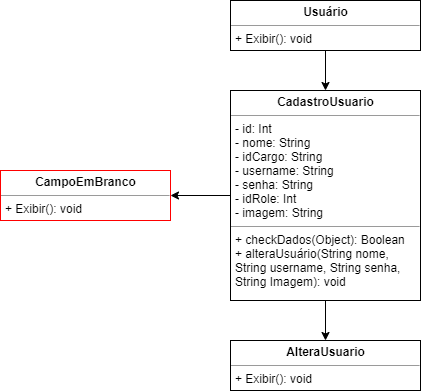 Usuário
+ Exibir(): void
CadastroUsuario
- id: Int
- nome: String
- idCargo: String
- username: String
- senha: String
- idRole: Int
- imagem: String
+ checkDados(Object): Boolean
+ alteraUsuário(String nome,
String username, String senha,
String Imagem): void
CampoEmBranco
+ Exibir(): void
AlteraUsuario
+ Exibir(): void